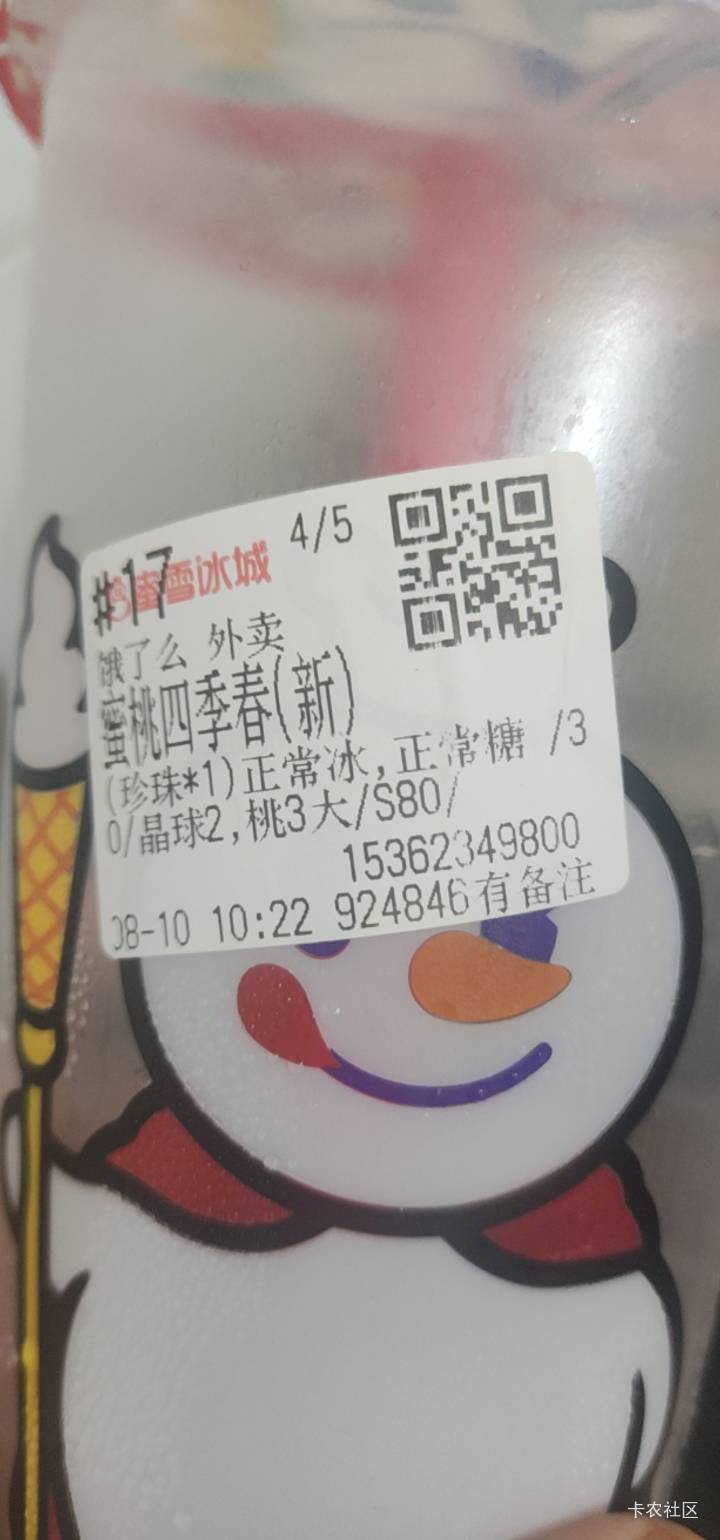 #17 蜜雪冰城 4/5
饿了么 外卖
蜜桃四季春(新)
(珍珠*1)正常冰,正常糖 /3
0/晶球2,桃3大/S80/
15362349800
08-10 10:22 924846有备注
卡农社区